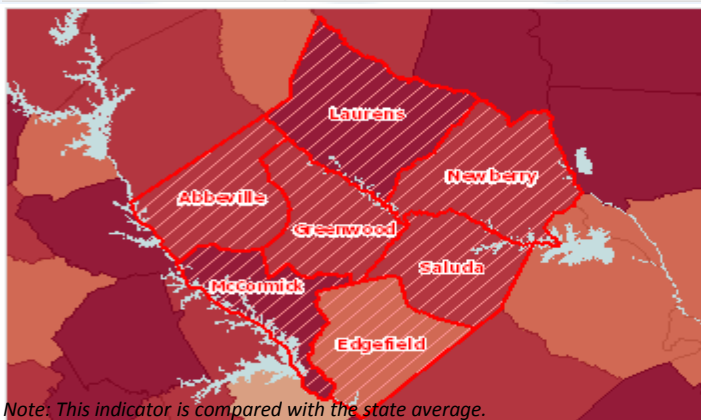 Laurens
Newberry
Abbeville
Greenwood
Saluda
McCormick
Edgefield
Note: This indicator is compared with the state average.